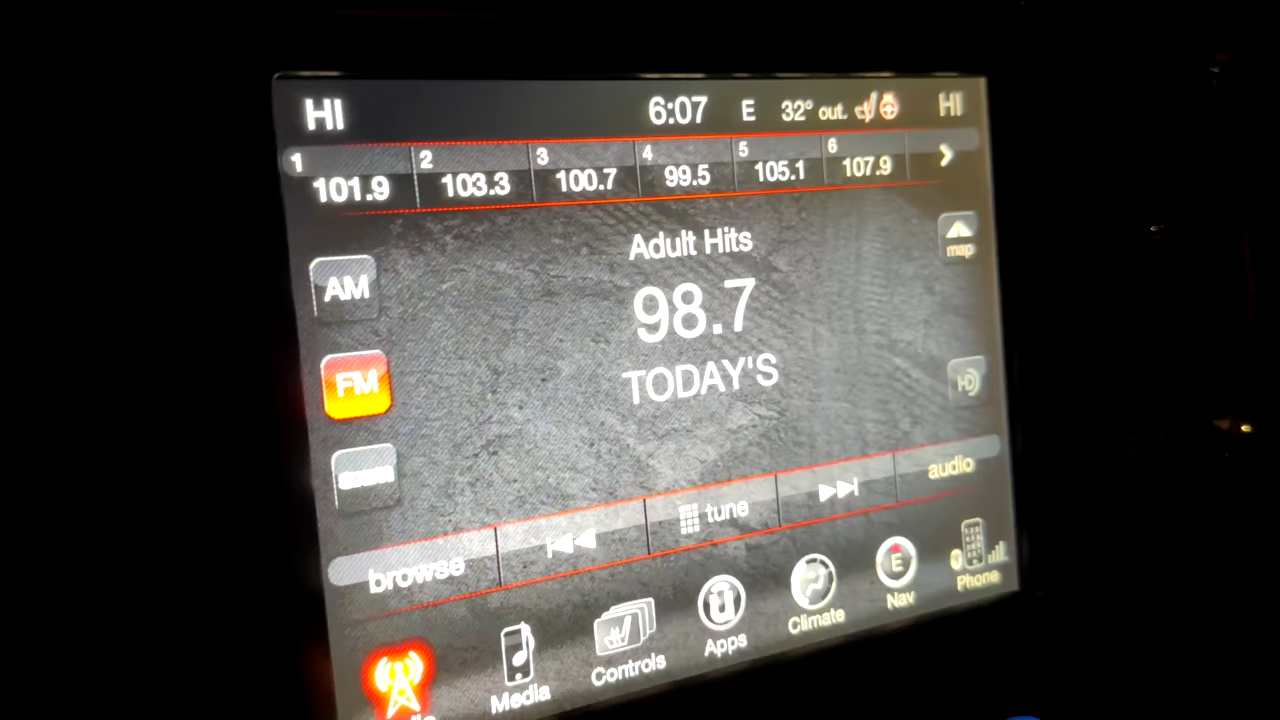 HI 6:07 E 32° out. HI
1 2 3 4 5 6
101.9 103.3 100.7 99.5 105.1 107.9
Adult Hits
map
AM
98.7
FM
TODAY'S
HD
browse tune audio
Media Controls Apps Climate E Nav Phone